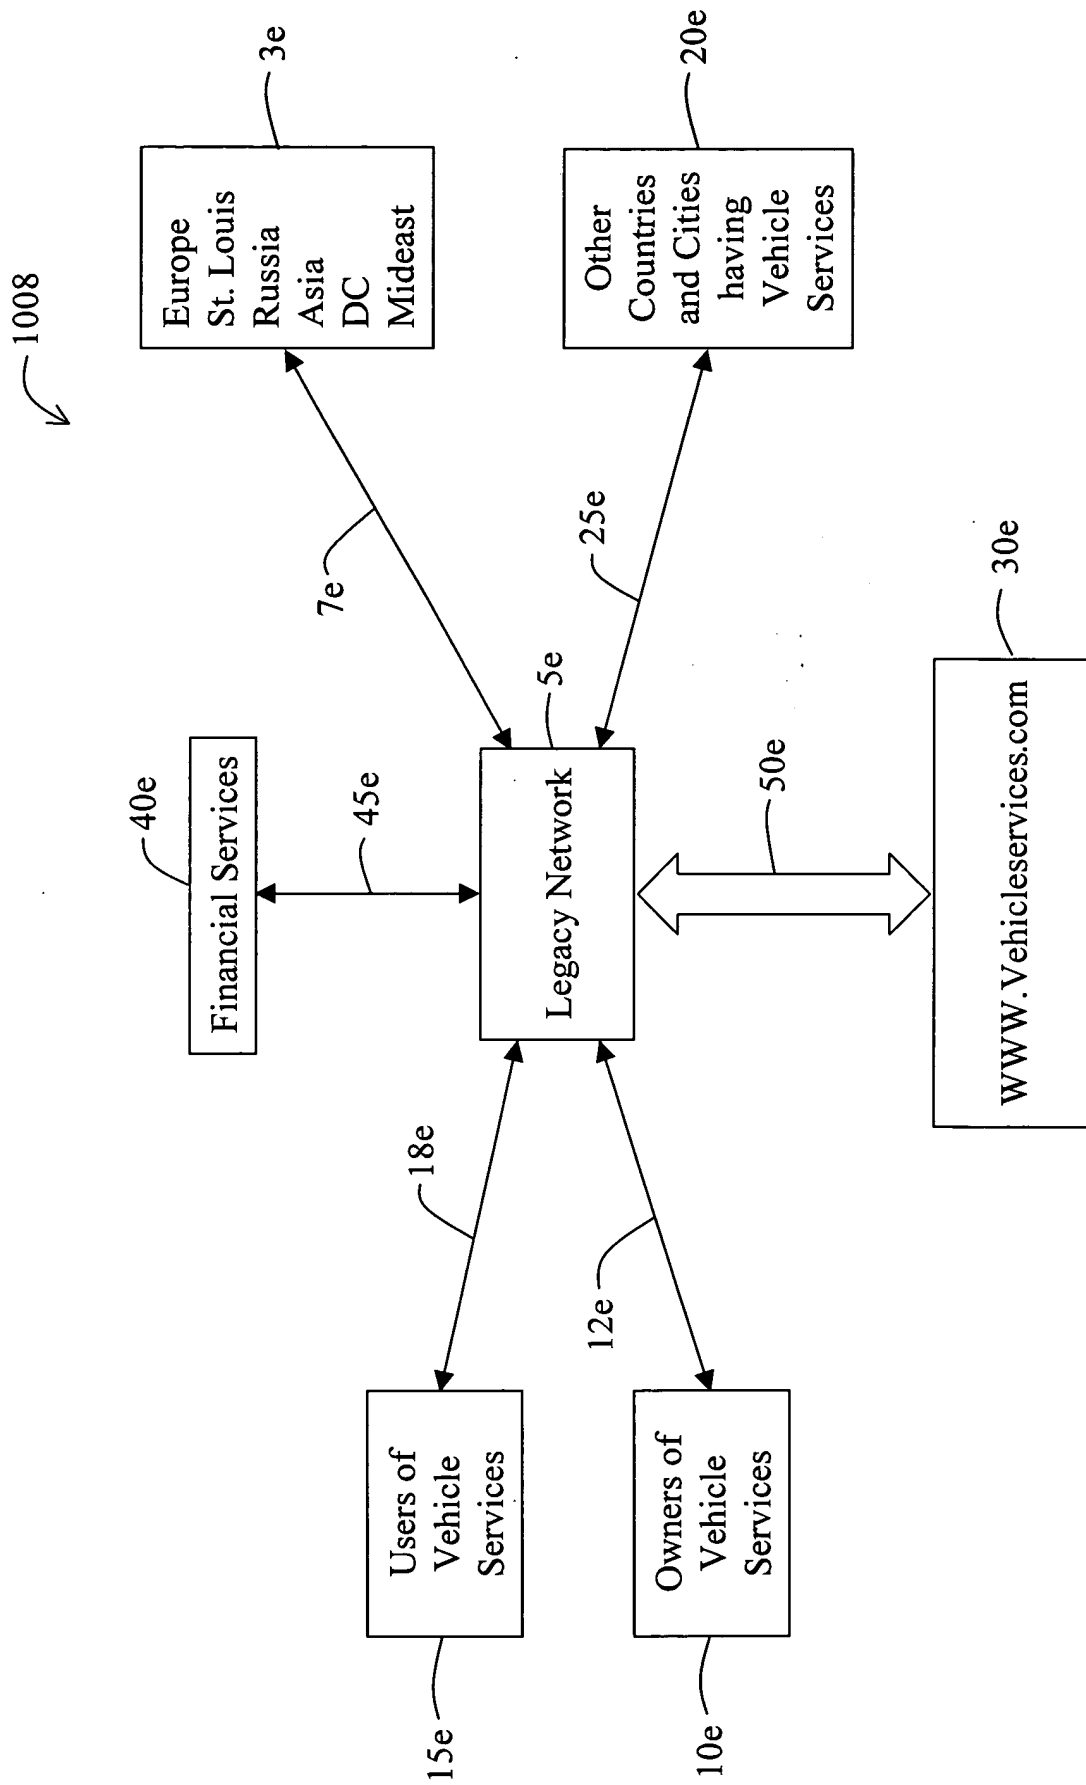 1008
40e
Financial Services
45e
3e
Europe
St. Louis
Russia
Asia
DC
Mideast
7e
15e
Users of
Vehicle
Services
18e
5e
Legacy Network
20e
Other
Countries
and Cities
having
Vehicle
Services
25e
10e
Owners of
Vehicle
Services
12e
50e
30e
WWW.Vehicleservices.com